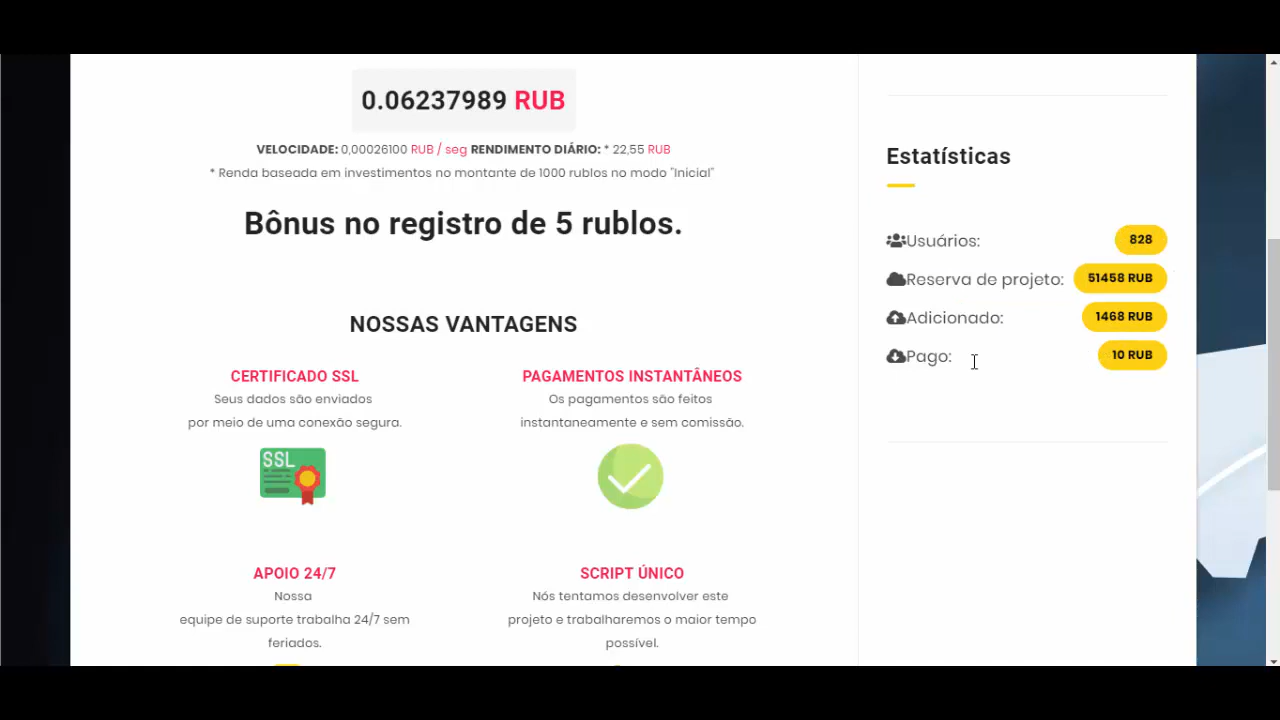 0.06237989 RUB
VELOCIDADE: 0,00026100 RUB / seg RENDIMENTO DIÁRIO: * 22,55 RUB
* Renda baseada em investimentos no montante de 1000 rublos no modo "Inicial"
Bônus no registro de 5 rublos.
NOSSAS VANTAGENS
CERTIFICADO SSL
Seus dados são enviados
por meio de uma conexão segura.
SSL
PAGAMENTOS INSTANTÂNEOS
Os pagamentos são feitos
instantaneamente e sem comissão.
APOIO 24/7
Nossa
equipe de suporte trabalha 24/7 sem
feriados.
SCRIPT ÚNICO
Nós tentamos desenvolver este
projeto e trabalharemos o maior tempo
possível.
Estatísticas
Usuários: 828
Reserva de projeto: 51458 RUB
Adicionado: 1468 RUB
Pago: 10 RUB